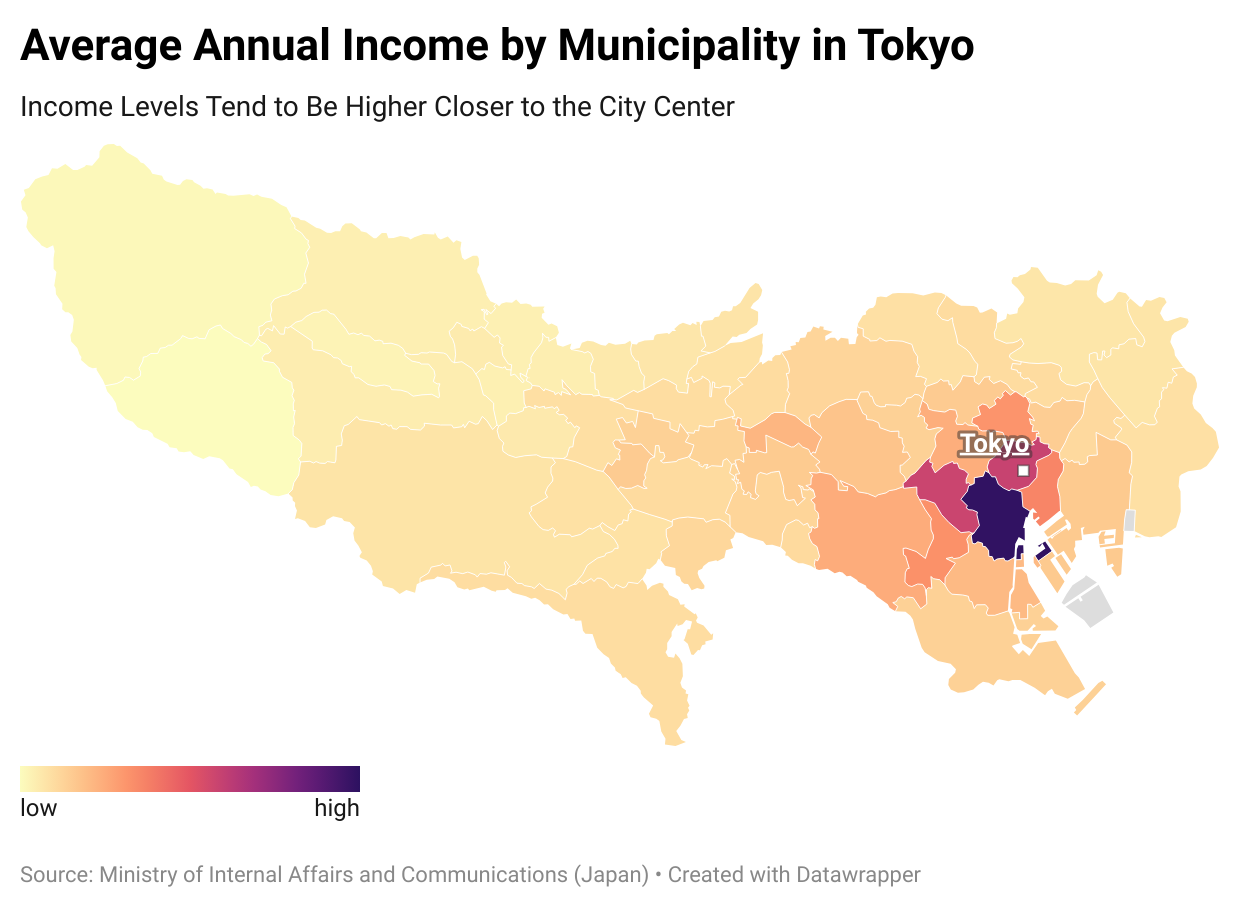 Average Annual Income by Municipality in Tokyo
Income Levels Tend to Be Higher Closer to the City Center
Tokyo
low high
Source: Ministry of Internal Affairs and Communications (Japan) • Created with Datawrapper